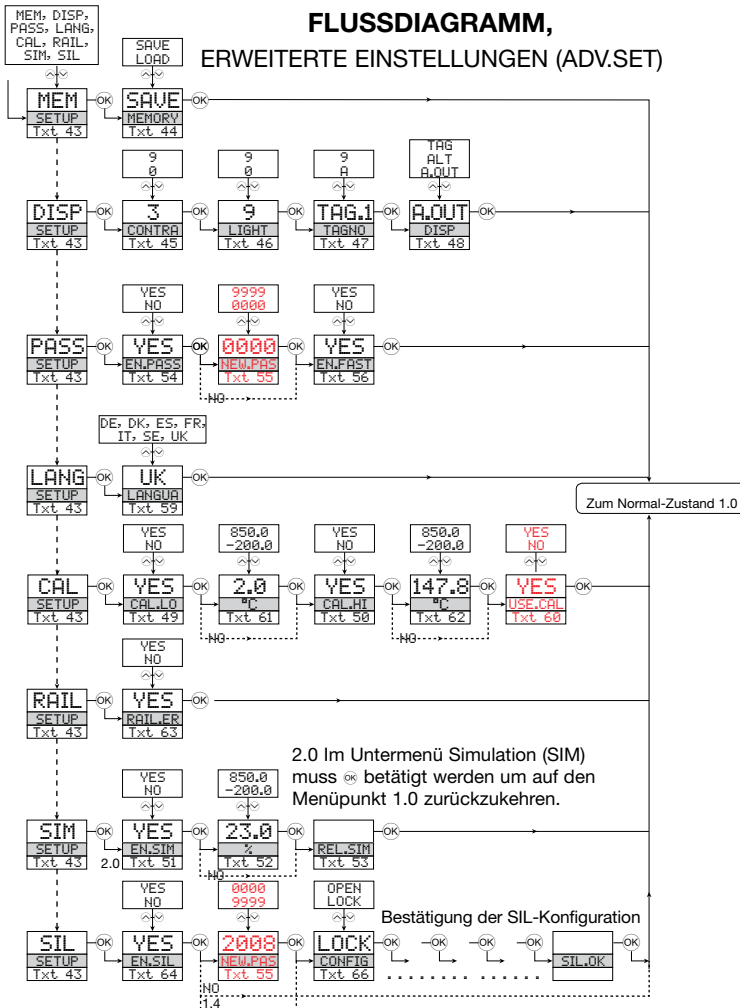 FLUSSDIAGRAMM,
ERWEITERTE EINSTELLUNGEN (ADV.SET)
MEM, DISP,
PASS, LANG,
CAL, RAIL,
SIM, SIL
SAVE
LOAD
MEM
SETUP
Txt 43
OK
SAVE
MEMORY
Txt 44
OK
9
0
9
0
9
A
TAG
ALT
A.OUT
DISP
SETUP
Txt 43
OK
3
CONTRA
Txt 45
OK
9
LIGHT
Txt 46
OK
TAG.1
TAGNO
Txt 47
OK
A.OUT
DISP
Txt 48
OK
YES
NO
9999
0000
YES
NO
PASS
SETUP
Txt 43
OK
YES
EN.PASS
Txt 54
OK
0000
NEW.PAS
Txt 55
OK
YES
EN.FAST
Txt 56
OK
NO
DE, DK, ES, FR,
IT, SE, UK
LANG
SETUP
Txt 43
OK
UK
LANGUA
Txt 59
OK
Zum Normal-Zustand 1.0
YES
NO
850.0
-200.0
YES
NO
850.0
-200.0
YES
NO
CAL
SETUP
Txt 43
OK
YES
CAL.LO
Txt 49
OK
2.0
°C
Txt 61
OK
YES
CAL.HI
Txt 50
OK
147.8
°C
Txt 62
OK
YES
USE.CAL
Txt 60
OK
NO
NO
YES
NO
RAIL
SETUP
Txt 43
OK
YES
RAIL.ER
Txt 63
OK
2.0 Im Untermenü Simulation (SIM)
muss OK betätigt werden um auf den
Menüpunkt 1.0 zurückzukehren.
YES
NO
850.0
-200.0
SIM
SETUP
Txt 43
OK
2.0
YES
EN.SIM
Txt 51
OK
23.0
%
Txt 52
OK
REL.SIM
Txt 53
OK
NO
YES
NO
0000
9999
OPEN
LOCK
Bestätigung der SIL-Konfiguration
SIL
SETUP
Txt 43
OK
YES
EN.SIL
Txt 64
OK
2008
NEW.PAS
Txt 55
OK
LOCK
CONFIG
Txt 66
OK
OK
OK
OK
SIL.OK
OK
NO
1.4